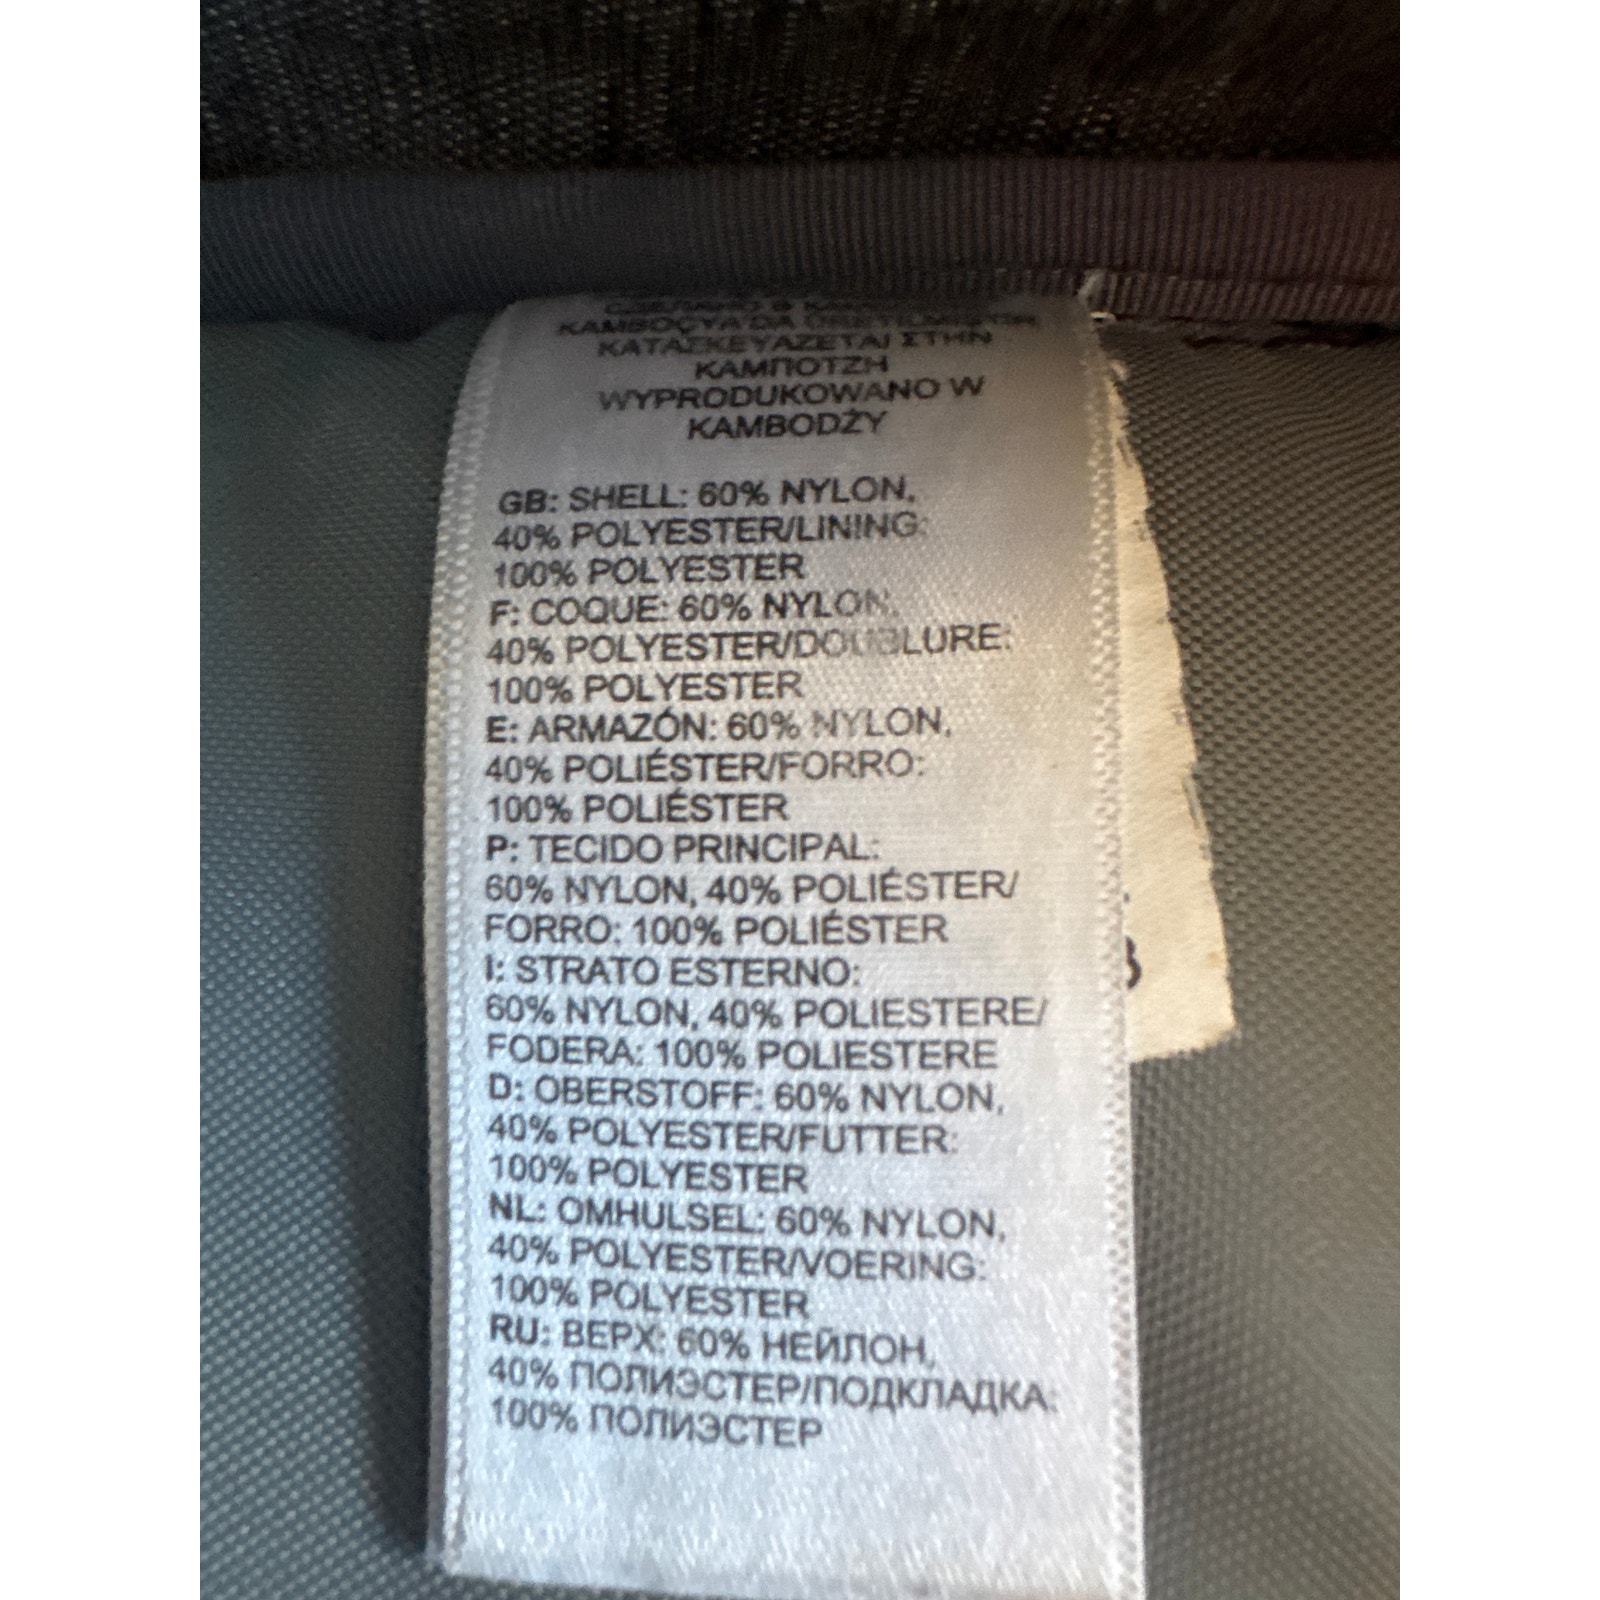 KAMBOÇYA DA
ΚΑΤΑΣΚΕΥΑΖΕΤΑΙ ΣΤΗΝ
ΚΑΜΠΟΤΖΗ
WYPRODUKOWANO W
KAMBODŻY
GB: SHELL: 60% NYLON,
40% POLYESTER/LINING:
100% POLYESTER
F: COQUE: 60% NYLON,
40% POLYESTER/DOUBLURE:
100% POLYESTER
E: ARMAZÓN: 60% NYLON,
40% POLIÉSTER/FORRO:
100% POLIÉSTER
P: TECIDO PRINCIPAL:
60% NYLON, 40% POLIÉSTER/
FORRO: 100% POLIÉSTER
I: STRATO ESTERNO:
60% NYLON, 40% POLIESTERE/
FODERA: 100% POLIESTERE
D: OBERSTOFF: 60% NYLON,
40% POLYESTER/FUTTER:
100% POLYESTER
NL: OMHULSEL: 60% NYLON,
40% POLYESTER/VOERING:
100% POLYESTER
RU: ВЕРХ: 60% НЕЙЛОН,
40% ПОЛИЭСТЕР/ПОДКЛАДКА:
100% ПОЛИЭСТЕР